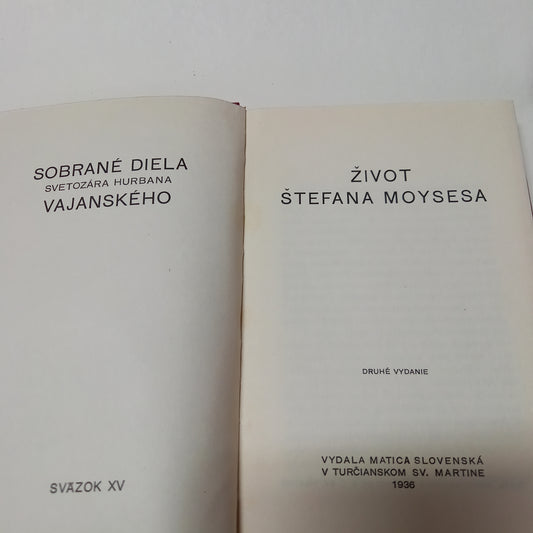 SOBRANÉ DIELA
SVETOZÁRA HURBANA
VAJANSKÉHO
SVÄZOK XV
ŽIVOT
ŠTEFANA MOYSESA
DRUHÉ VYDANIE
VYDALA MATICA SLOVENSKÁ
V TURČIANSKOM SV. MARTINE
1936